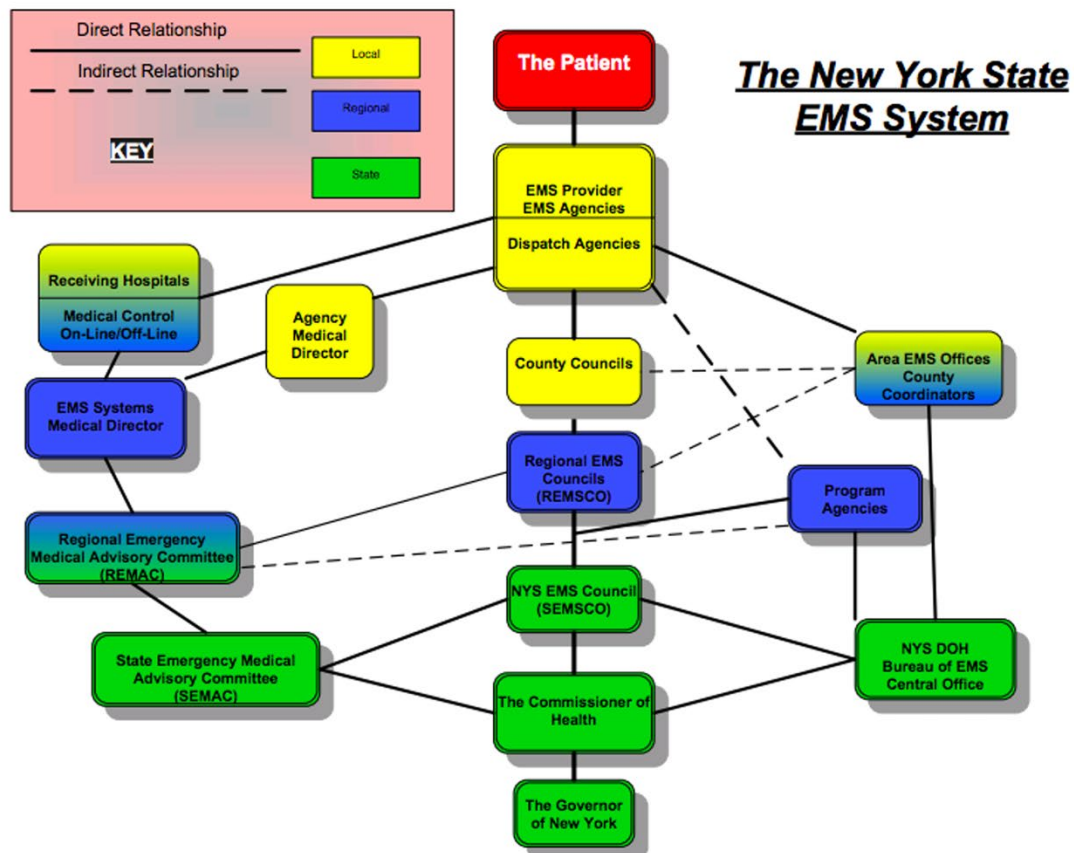 Direct Relationship
Indirect Relationship
KEY
Local
Regional
State
The Patient
The New York State
EMS System
EMS Provider
EMS Agencies
Dispatch Agencies
Receiving Hospitals
Medical Control
On-Line/Off-Line
Agency
Medical
Director
County Councils
Area EMS Offices
County
Coordinators
EMS Systems
Medical Director
Regional EMS
Councils
(REMSCO)
Program
Agencies
Regional Emergency
Medical Advisory Committee
(REMAC)
NYS EMS Council
(SEMSCO)
State Emergency Medical
Advisory Committee
(SEMAC)
NYS DOH
Bureau of EMS
Central Office
The Commissioner of
Health
The Governor
of New York